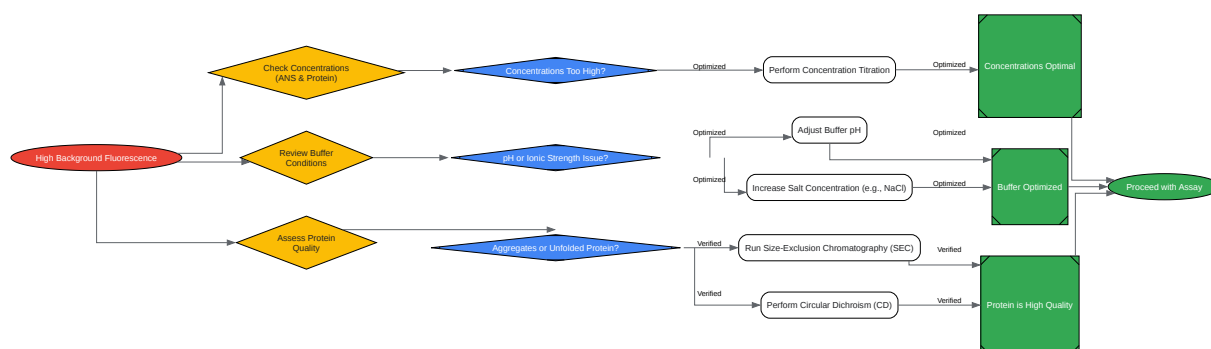 Check Concentrations
(ANS & Protein)
Concentrations Too High?
Optimized
Perform Concentration Titration
Optimized
Concentrations Optimal
High Background Fluorescence
Review Buffer
Conditions
pH or Ionic Strength Issue?
Optimized
Adjust Buffer pH
Optimized
Optimized
Increase Salt Concentration (e.g., NaCl)
Optimized
Buffer Optimized
Proceed with Assay
Assess Protein
Quality
Aggregates or Unfolded Protein?
Verified
Run Size-Exclusion Chromatography (SEC)
Verified
Verified
Perform Circular Dichroism (CD)
Verified
Protein is High Quality